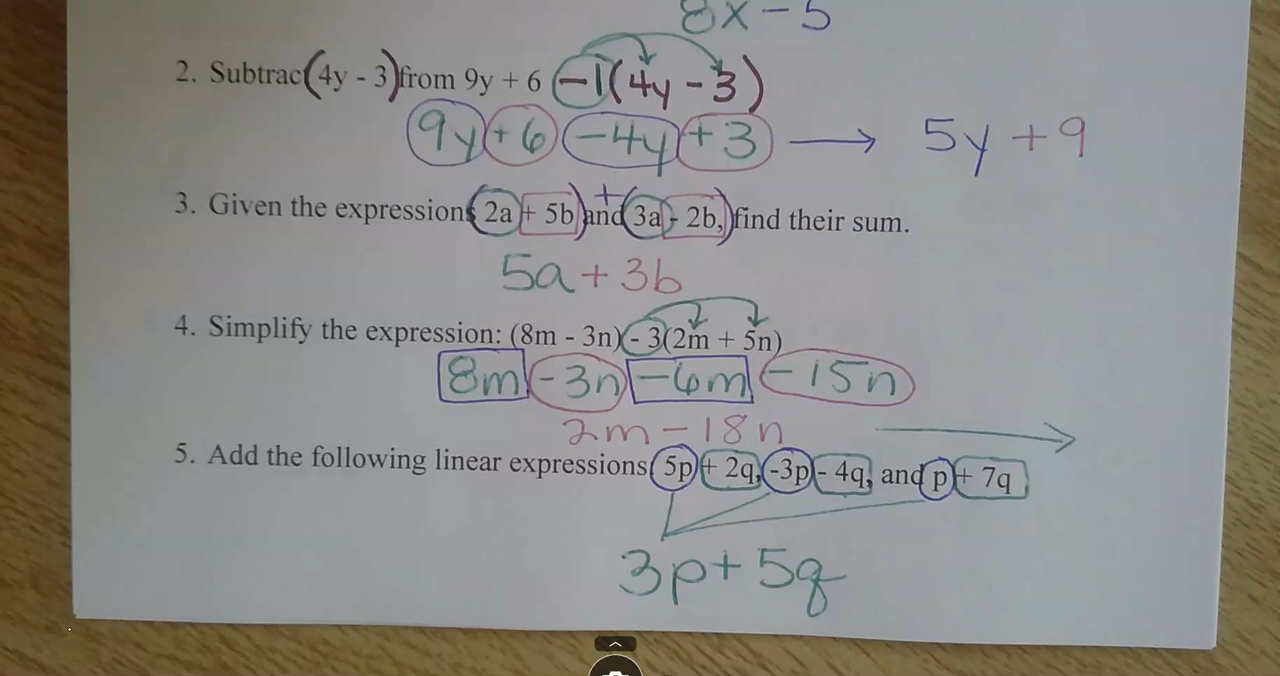 8x - 5
2. Subtrac(4y - 3)from 9y + 6 -1(4y - 3)
9y + 6 - 4y + 3 → 5y + 9
+
3. Given the expressions (2a + 5b) and (3a - 2b,) find their sum.
5a + 3b
4. Simplify the expression: (8m - 3n) - 3(2m + 5n)
8m - 3n - 6m - 15n
2m - 18n
5. Add the following linear expressions 5p + 2q, -3p - 4q, and p + 7q
3p + 5q